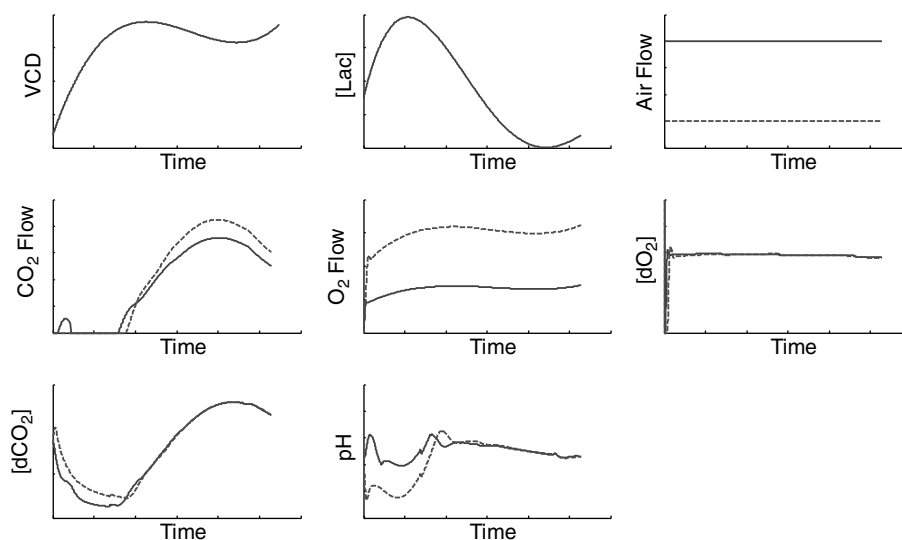 VCD
Time
[Lac]
Time
Air Flow
Time
CO₂ Flow
Time
O₂ Flow
Time
[dO₂]
Time
[dCO₂]
Time
pH
Time